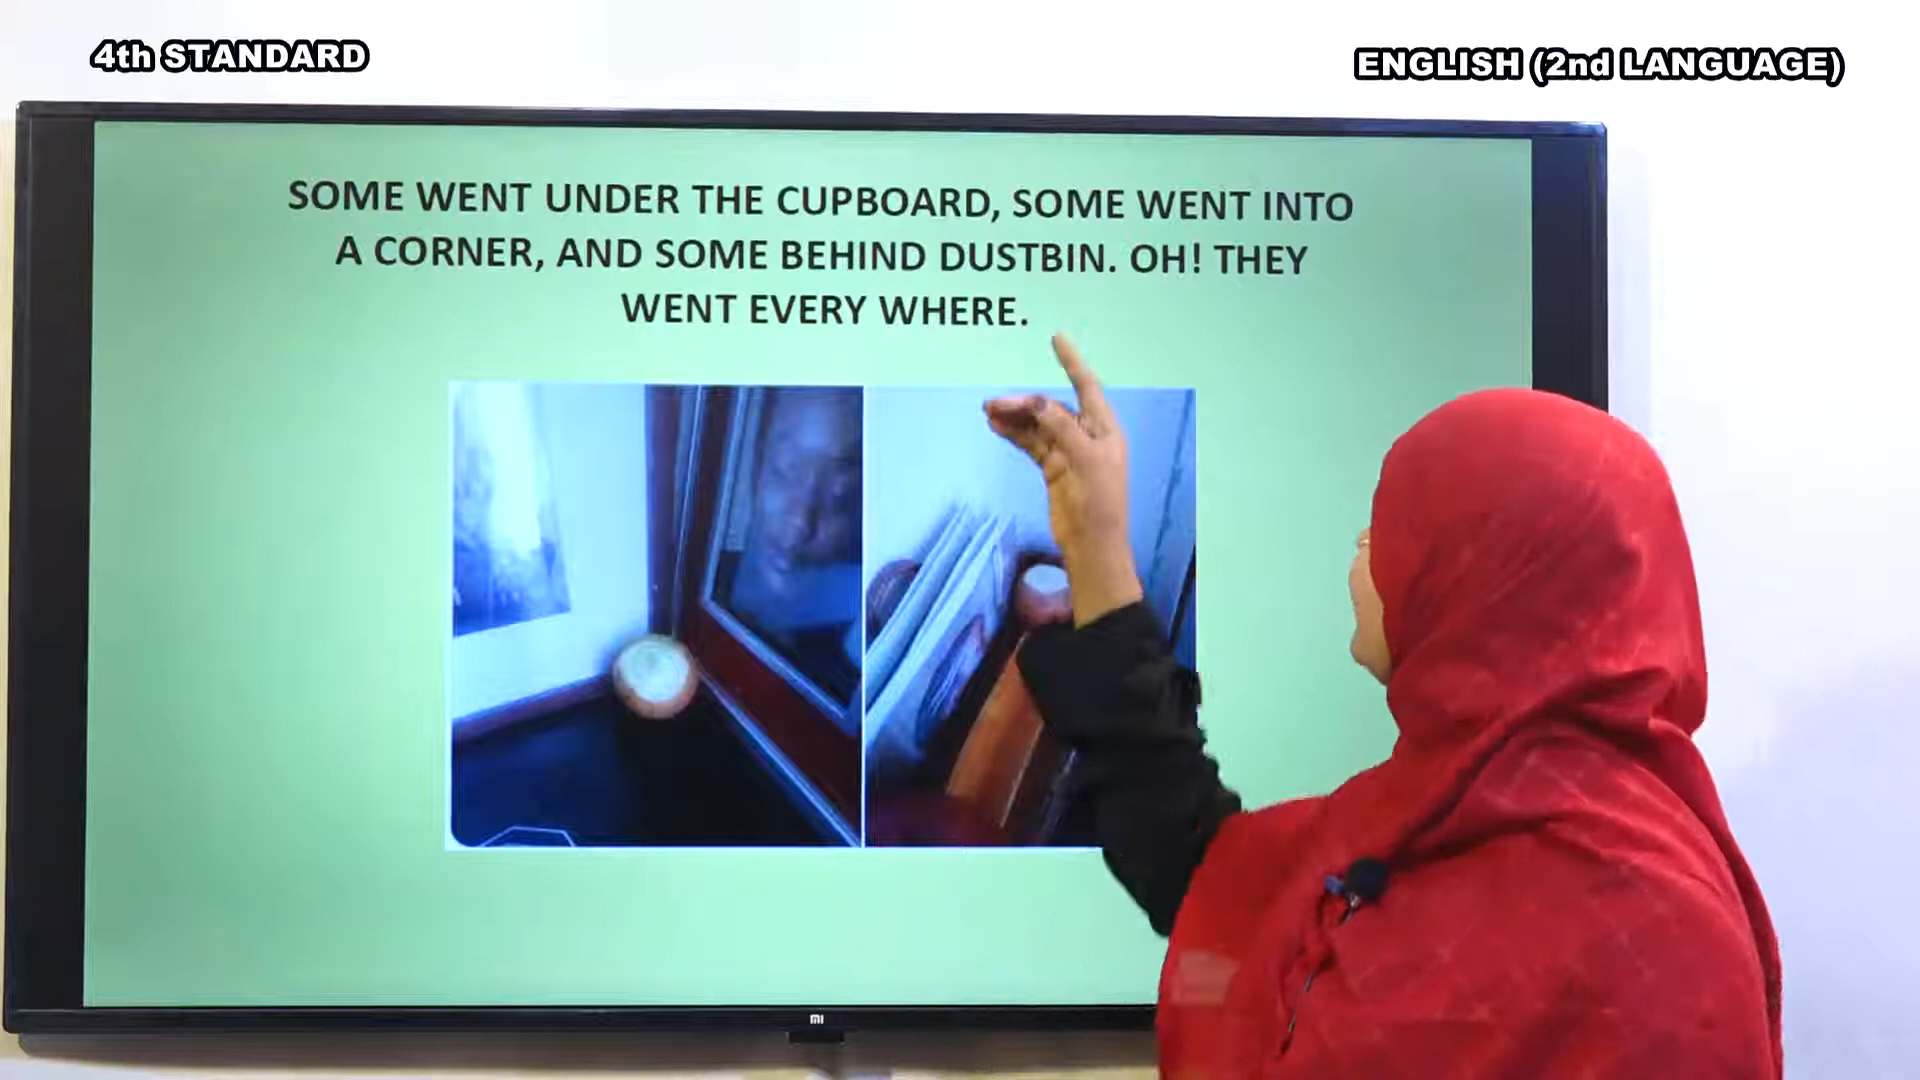 4th STANDARD
ENGLISH (2nd LANGUAGE)
SOME WENT UNDER THE CUPBOARD, SOME WENT INTO
A CORNER, AND SOME BEHIND DUSTBIN. OH! THEY
WENT EVERY WHERE.
mi